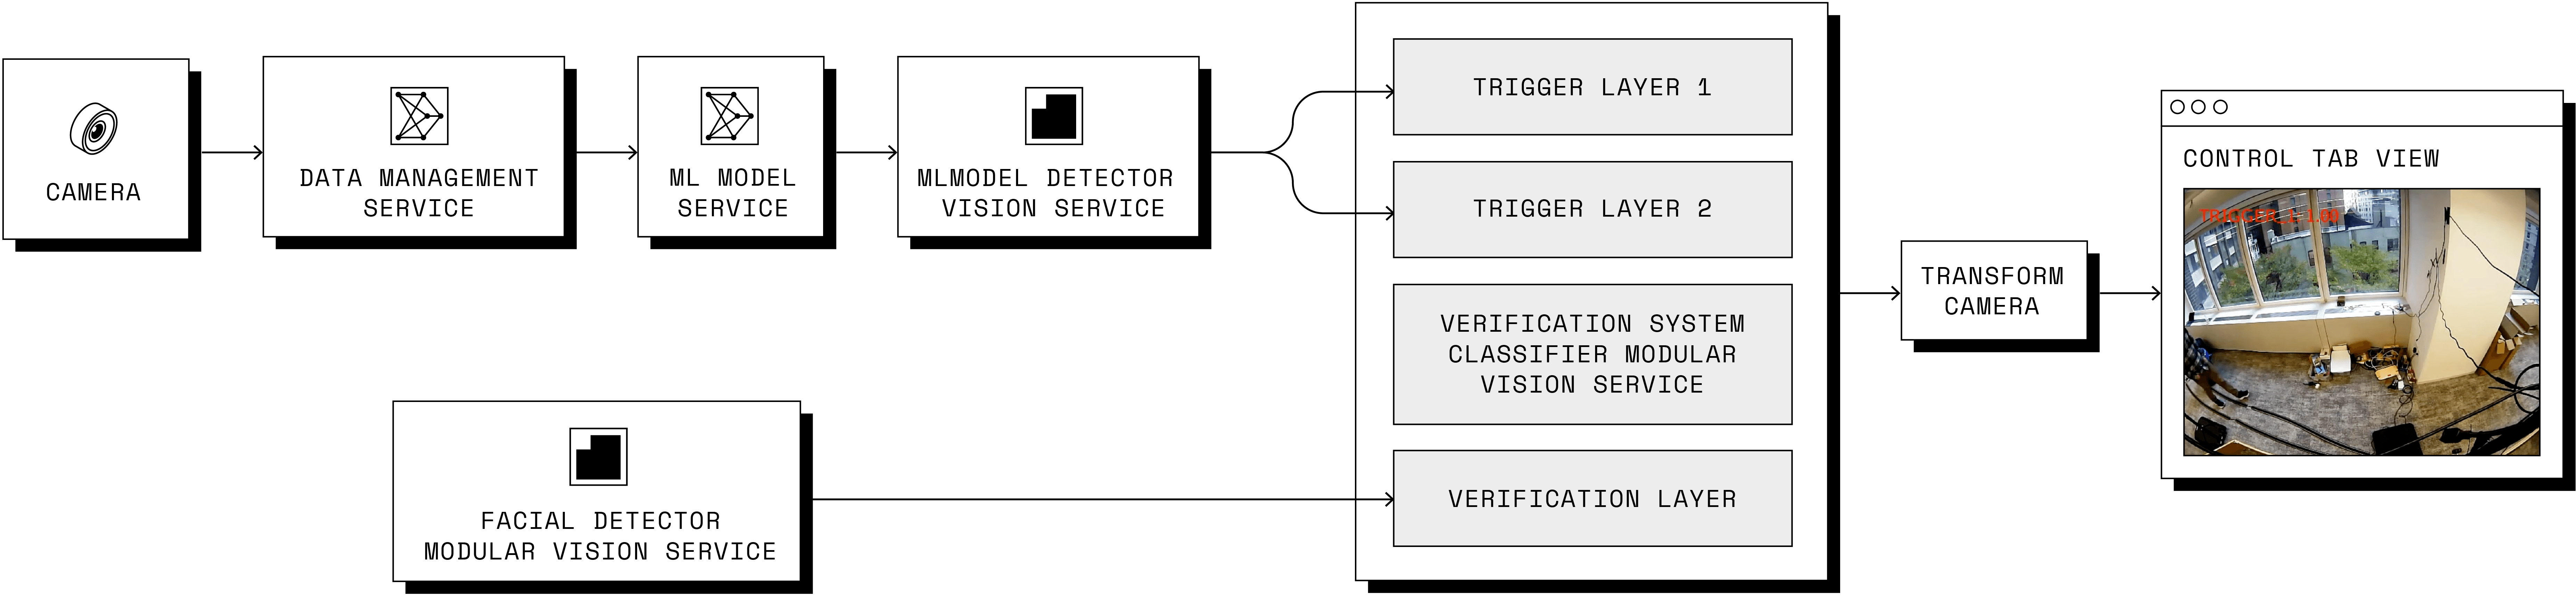 CAMERA
DATA MANAGEMENT
SERVICE
ML MODEL
SERVICE
MLMODEL DETECTOR
VISION SERVICE
FACIAL DETECTOR
MODULAR VISION SERVICE
TRIGGER LAYER 1
TRIGGER LAYER 2
VERIFICATION SYSTEM
CLASSIFIER MODULAR
VISION SERVICE
VERIFICATION LAYER
TRANSFORM
CAMERA
CONTROL TAB VIEW
TRIGGER_1: 1.00